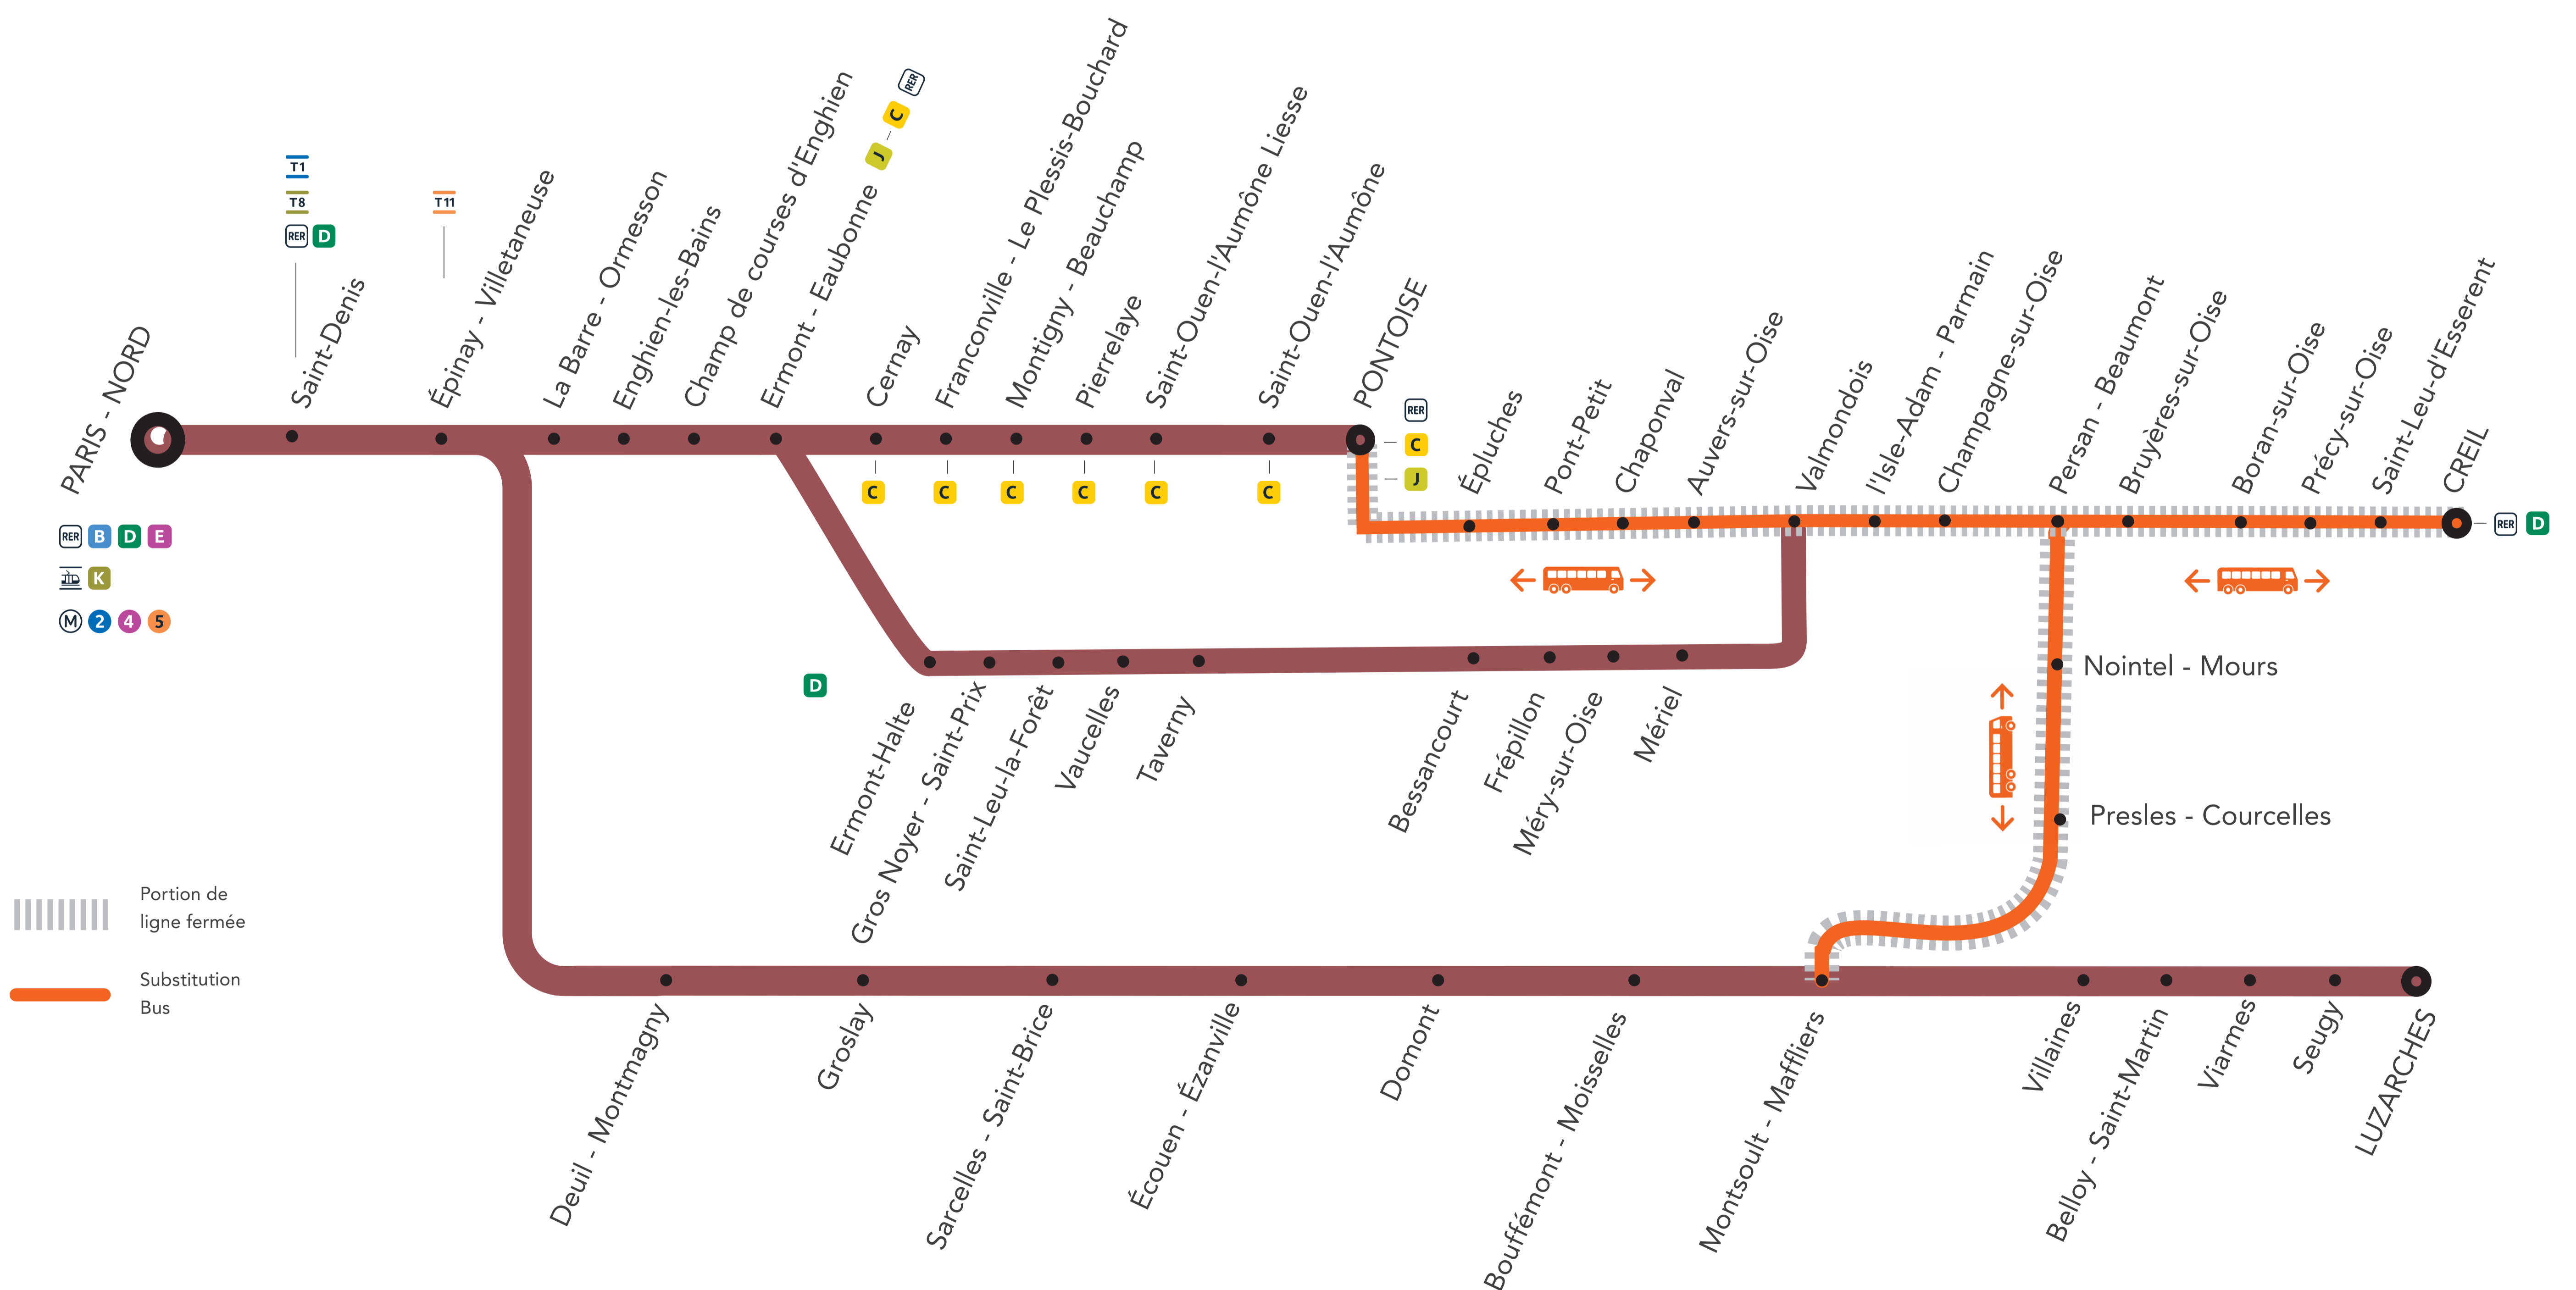 T1
T8
RER D
T11
PARIS - NORD
Saint-Denis
Épinay - Villetaneuse
La Barre - Ormesson
Enghien-les-Bains
Champ de courses d'Enghien
Ermont - Eaubonne J - C RER
Cernay
Franconville - Le Plessis-Bouchard
Montigny - Beauchamp
Pierrelaye
Saint-Ouen-l'Aumône Liesse
Saint-Ouen-l'Aumône
PONTOISE
RER
C
J
C
C
C
C
C
C
Épluches
Pont-Petit
Chaponval
Auvers-sur-Oise
Valmondois
l'Isle-Adam - Parmain
Champagne-sur-Oise
Persan - Beaumont
Bruyères-sur-Oise
Boran-sur-Oise
Précy-sur-Oise
Saint-Leu-d'Esserent
CREIL
RER D
RER B D E
K
M 2 4 5
D
Ermont-Halte
Gros Noyer - Saint-Prix
Saint-Leu-la-Forêt
Vaucelles
Taverny
Bessancourt
Frépillon
Méry-sur-Oise
Mériel
Nointel - Mours
Presles - Courcelles
Portion de
ligne fermée
Substitution
Bus
Deuil - Montmagny
Groslay
Sarcelles - Saint-Brice
Écouen - Ézanville
Domont
Bouffémont - Moisselles
Montsoult - Maffliers
Villaines
Belloy - Saint-Martin
Viarmes
Seugy
LUZARCHES